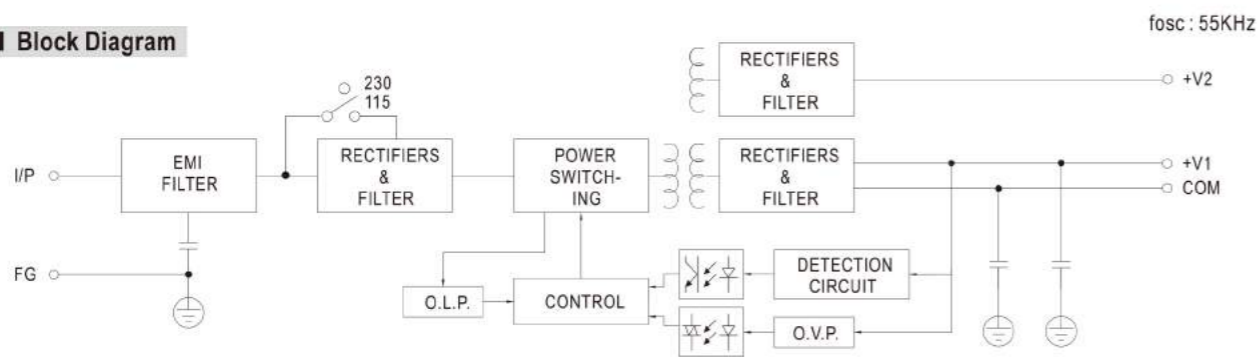 Block Diagram
fosc : 55KHz
RECTIFIERS
&
FILTER
+V2
230
115
I/P
EMI
FILTER
RECTIFIERS
&
FILTER
POWER
SWITCH-
ING
RECTIFIERS
&
FILTER
+V1
COM
FG
O.L.P.
CONTROL
DETECTION
CIRCUIT
O.V.P.